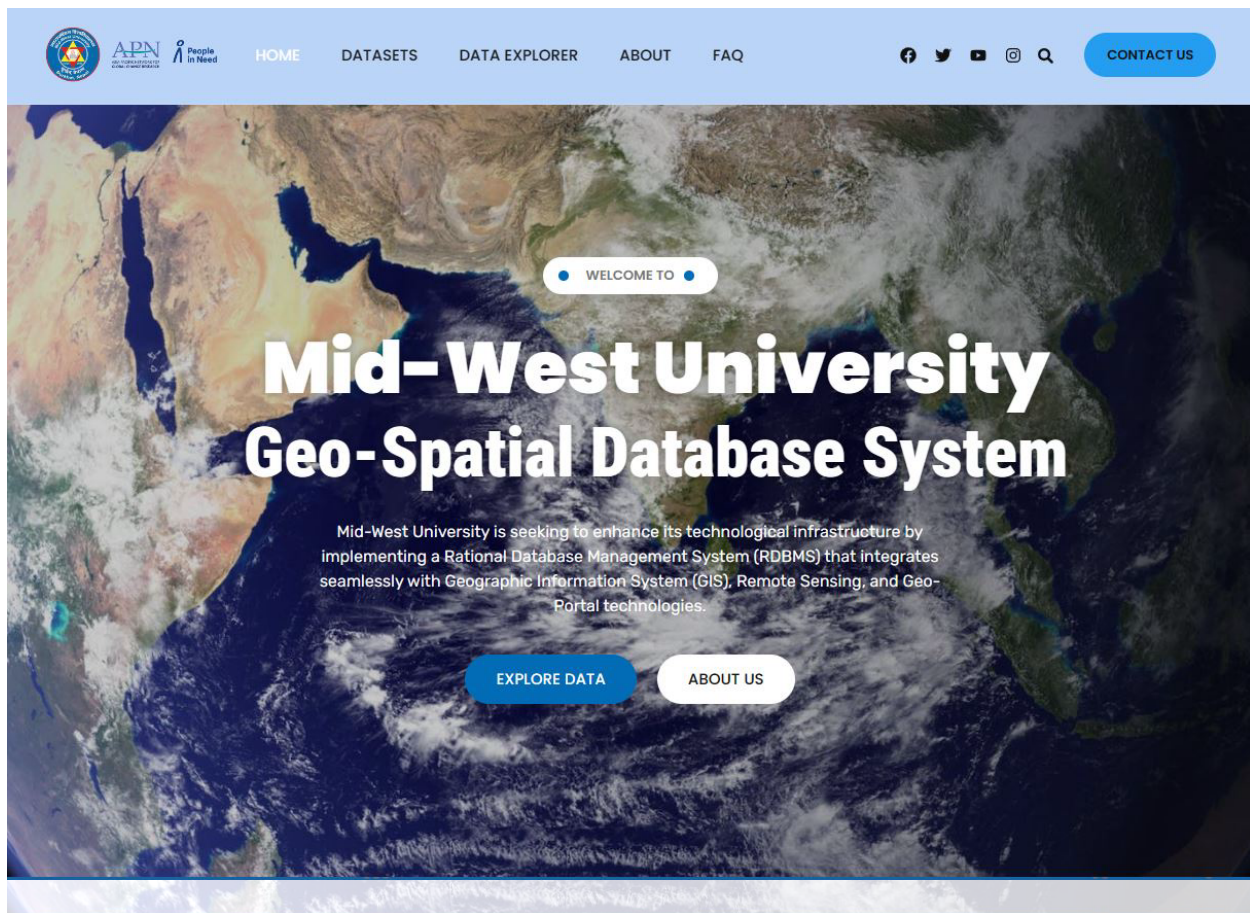 APN
People
in Need
HOME
DATASETS
DATA EXPLORER
ABOUT
FAQ
CONTACT US
WELCOME TO
Mid-West University
Geo-Spatial Database System
Mid-West University is seeking to enhance its technological infrastructure by
implementing a Rational Database Management System (RDBMS) that integrates
seamlessly with Geographic Information System (GIS), Remote Sensing, and Geo-
Portal technologies.
EXPLORE DATA
ABOUT US